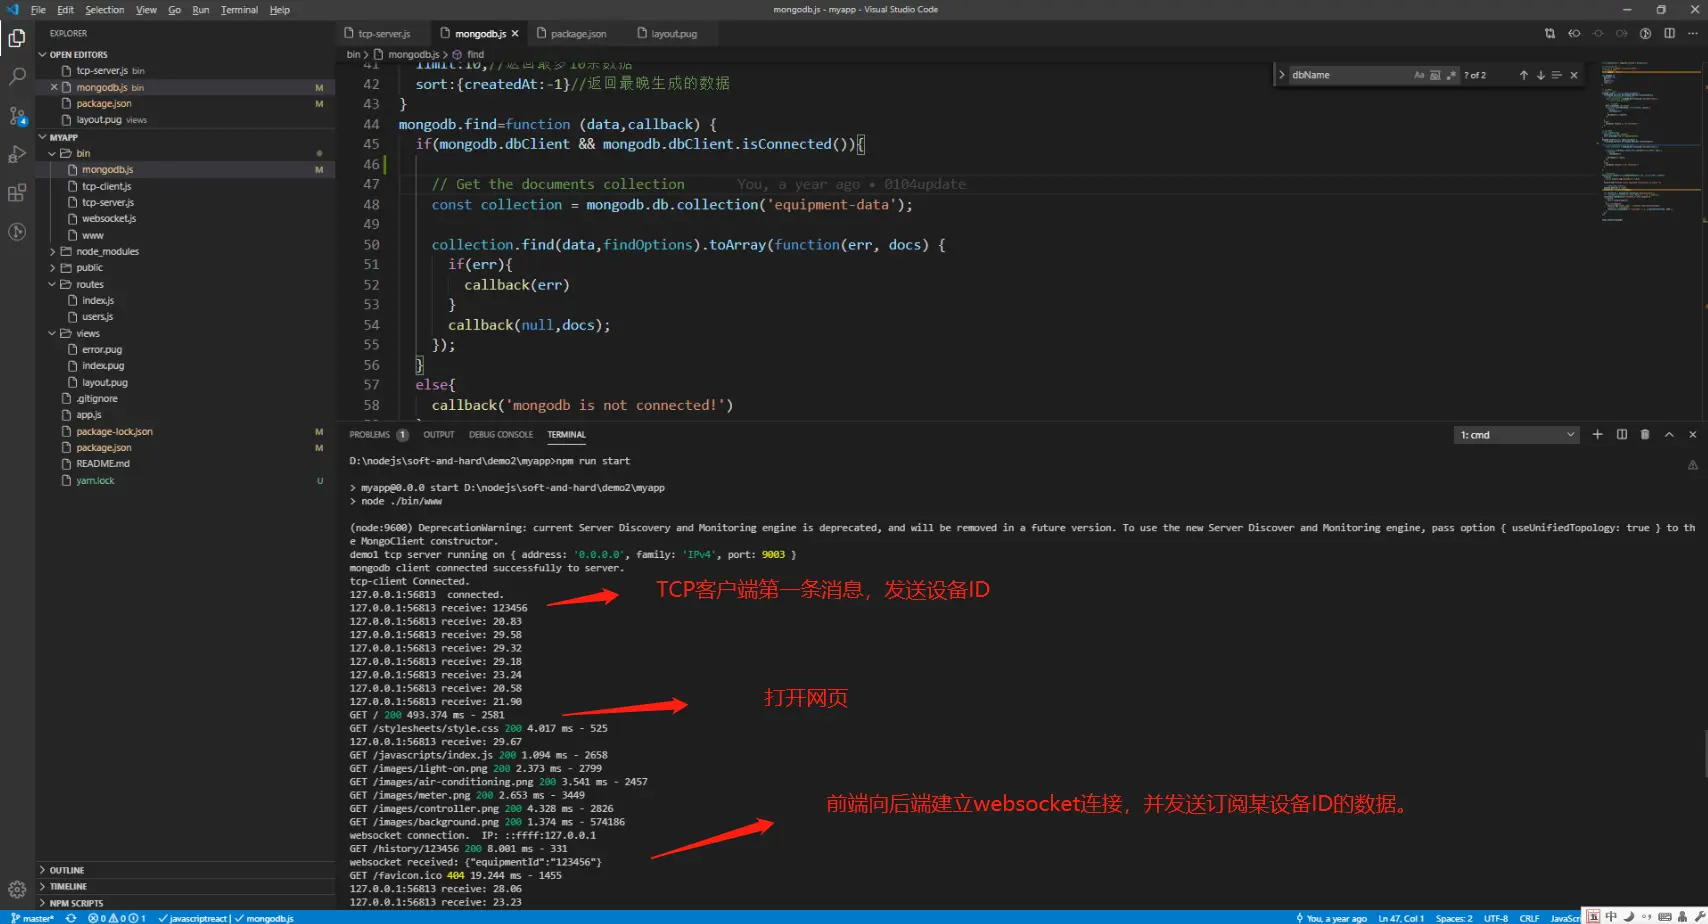 File Edit Selection View Go Run Terminal Help
mongodb.js - myapp - Visual Studio Code
EXPLORER
OPEN EDITORS
tcp-server.js bin
mongodb.js bin M
package.json M
layout.pug views
MYAPP
bin
mongodb.js M
tcp-client.js
tcp-server.js
websocket.js
www
node_modules
public
routes
index.js
users.js
views
error.pug
index.pug
layout.pug
.gitignore
app.js
package-lock.json M
package.json M
README.md
yarn.lock U
OUTLINE
TIMELINE
NPM SCRIPTS
4
tcp-server.js mongodb.js package.json layout.pug
bin > mongodb.js > find
dbName Aa ? of 2
41 limit:10,//返回最多10条数据
42 sort:{createdAt:-1}//返回最晚生成的数据
43 }
44 mongodb.find=function (data,callback) {
45 if(mongodb.dbClient && mongodb.dbClient.isConnected()){
46
47 // Get the documents collection You, a year ago • 0104update
48 const collection = mongodb.db.collection('equipment-data');
49
50 collection.find(data,findOptions).toArray(function(err, docs) {
51 if(err){
52 callback(err)
53 }
54 callback(null,docs);
55 });
56 }
57 else{
58 callback('mongodb is not connected!')
PROBLEMS 1 OUTPUT DEBUG CONSOLE TERMINAL
1: cmd
D:\nodejs\soft-and-hard\demo2\myapp>npm run start
> myapp@0.0.0 start D:\nodejs\soft-and-hard\demo2\myapp
> node ./bin/www
(node:9600) DeprecationWarning: current Server Discovery and Monitoring engine is deprecated, and will be removed in a future version. To use the new Server Discover and Monitoring engine, pass option { useUnifiedTopology: true } to th
e MongoClient constructor.
demo1 tcp server running on { address: '0.0.0.0', family: 'IPv4', port: 9003 }
mongodb client connected successfully to server.
tcp-client Connected.
127.0.0.1:56813  connected.
TCP客户端第一条消息，发送设备ID
127.0.0.1:56813 receive: 123456
127.0.0.1:56813 receive: 20.83
127.0.0.1:56813 receive: 29.58
127.0.0.1:56813 receive: 29.32
127.0.0.1:56813 receive: 29.18
127.0.0.1:56813 receive: 23.24
127.0.0.1:56813 receive: 20.58
127.0.0.1:56813 receive: 21.90
打开网页
GET / 200 493.374 ms - 2581
GET /stylesheets/style.css 200 4.017 ms - 525
127.0.0.1:56813 receive: 29.67
GET /javascripts/index.js 200 1.094 ms - 2658
GET /images/light-on.png 200 2.373 ms - 2799
GET /images/air-conditioning.png 200 3.541 ms - 2457
GET /images/meter.png 200 2.653 ms - 3449
GET /images/controller.png 200 4.328 ms - 2826
前端向后端建立websocket连接，并发送订阅某设备ID的数据。
GET /images/background.png 200 1.374 ms - 574186
websocket connection.  IP: ::ffff:127.0.0.1
GET /history/123456 200 8.001 ms - 331
websocket received: {"equipmentId":"123456"}
GET /favicon.ico 404 19.244 ms - 1455
127.0.0.1:56813 receive: 28.06
127.0.0.1:56813 receive: 23.23
master* 0 0 1 javascriptreact mongodb.js You, a year ago Ln 47, Col 1 Spaces: 2 UTF-8 CRLF JavaScri 中